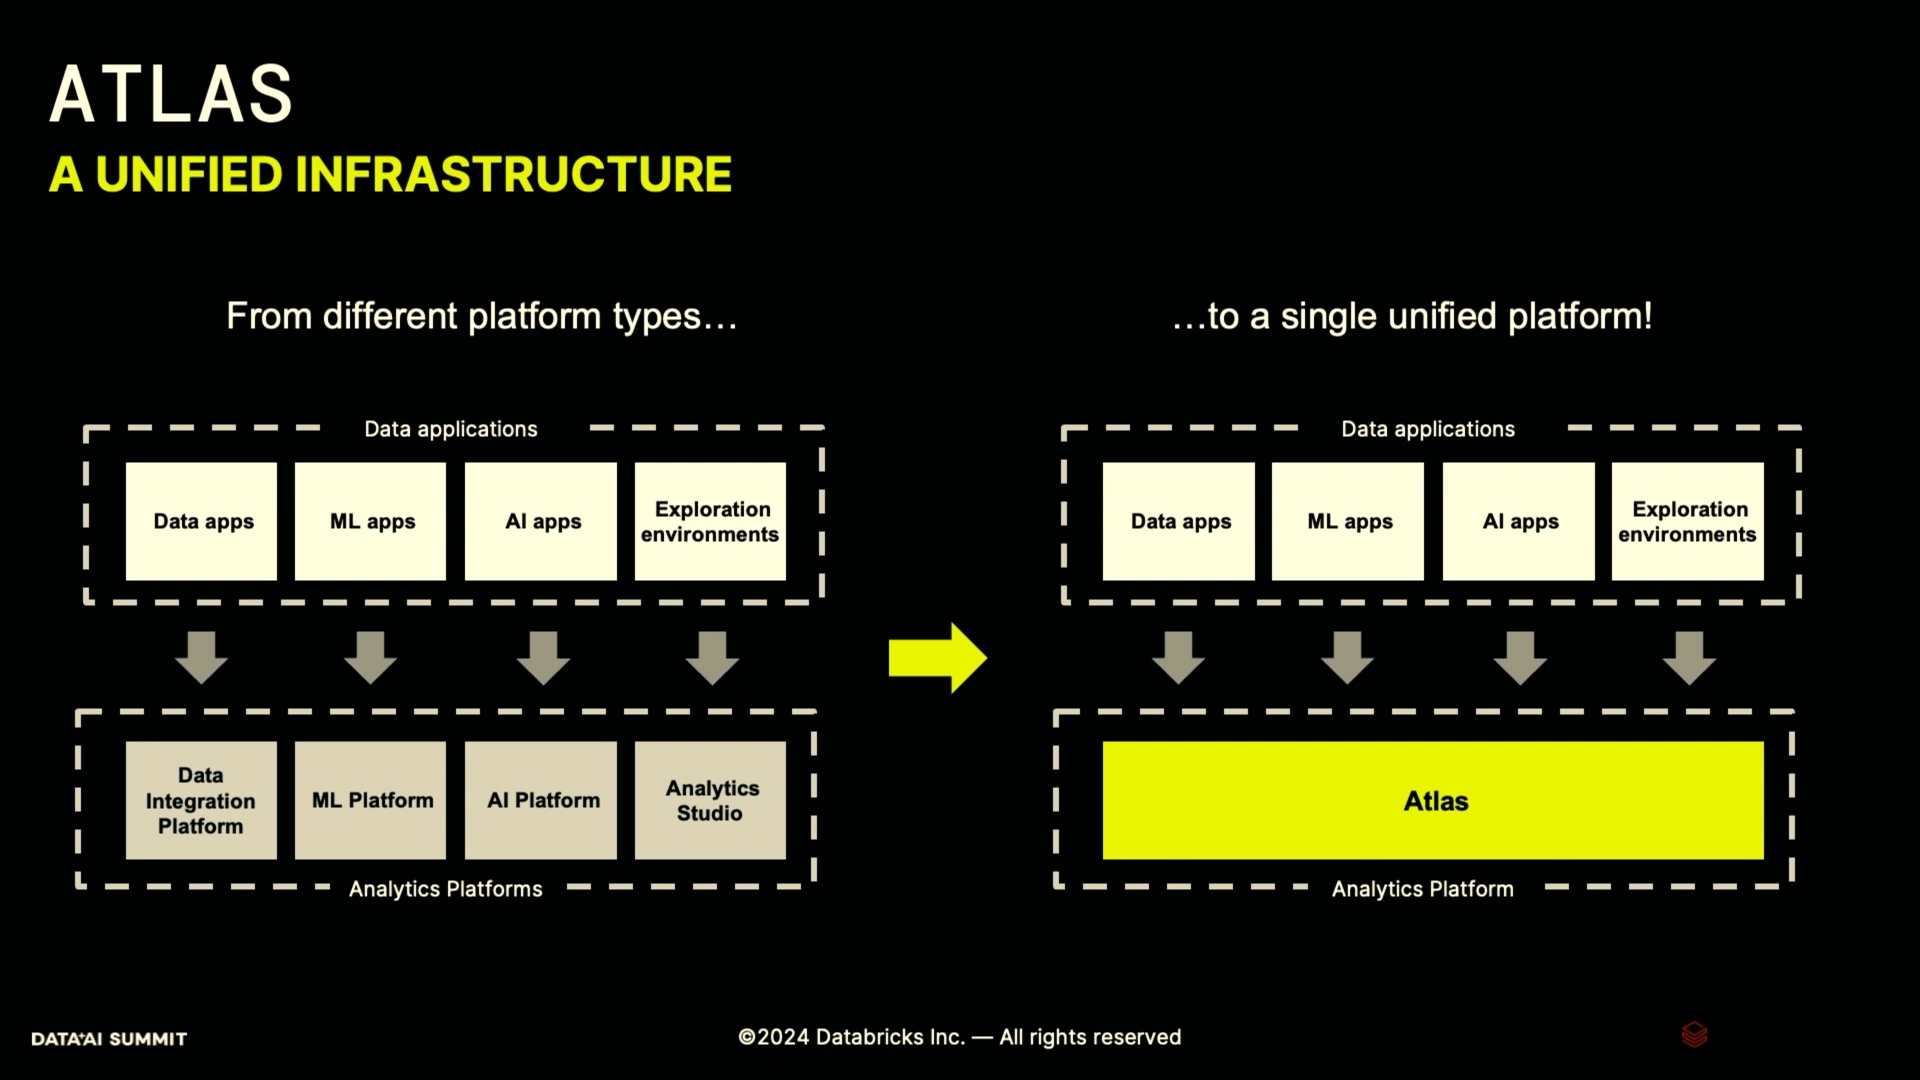 ATLAS
A UNIFIED INFRASTRUCTURE
From different platform types…
Data applications
Data apps
ML apps
AI apps
Exploration
environments
Data
Integration
Platform
ML Platform
AI Platform
Analytics
Studio
Analytics Platforms
…to a single unified platform!
Data applications
Data apps
ML apps
AI apps
Exploration
environments
Atlas
Analytics Platform
DATA+AI SUMMIT
©2024 Databricks Inc. — All rights reserved